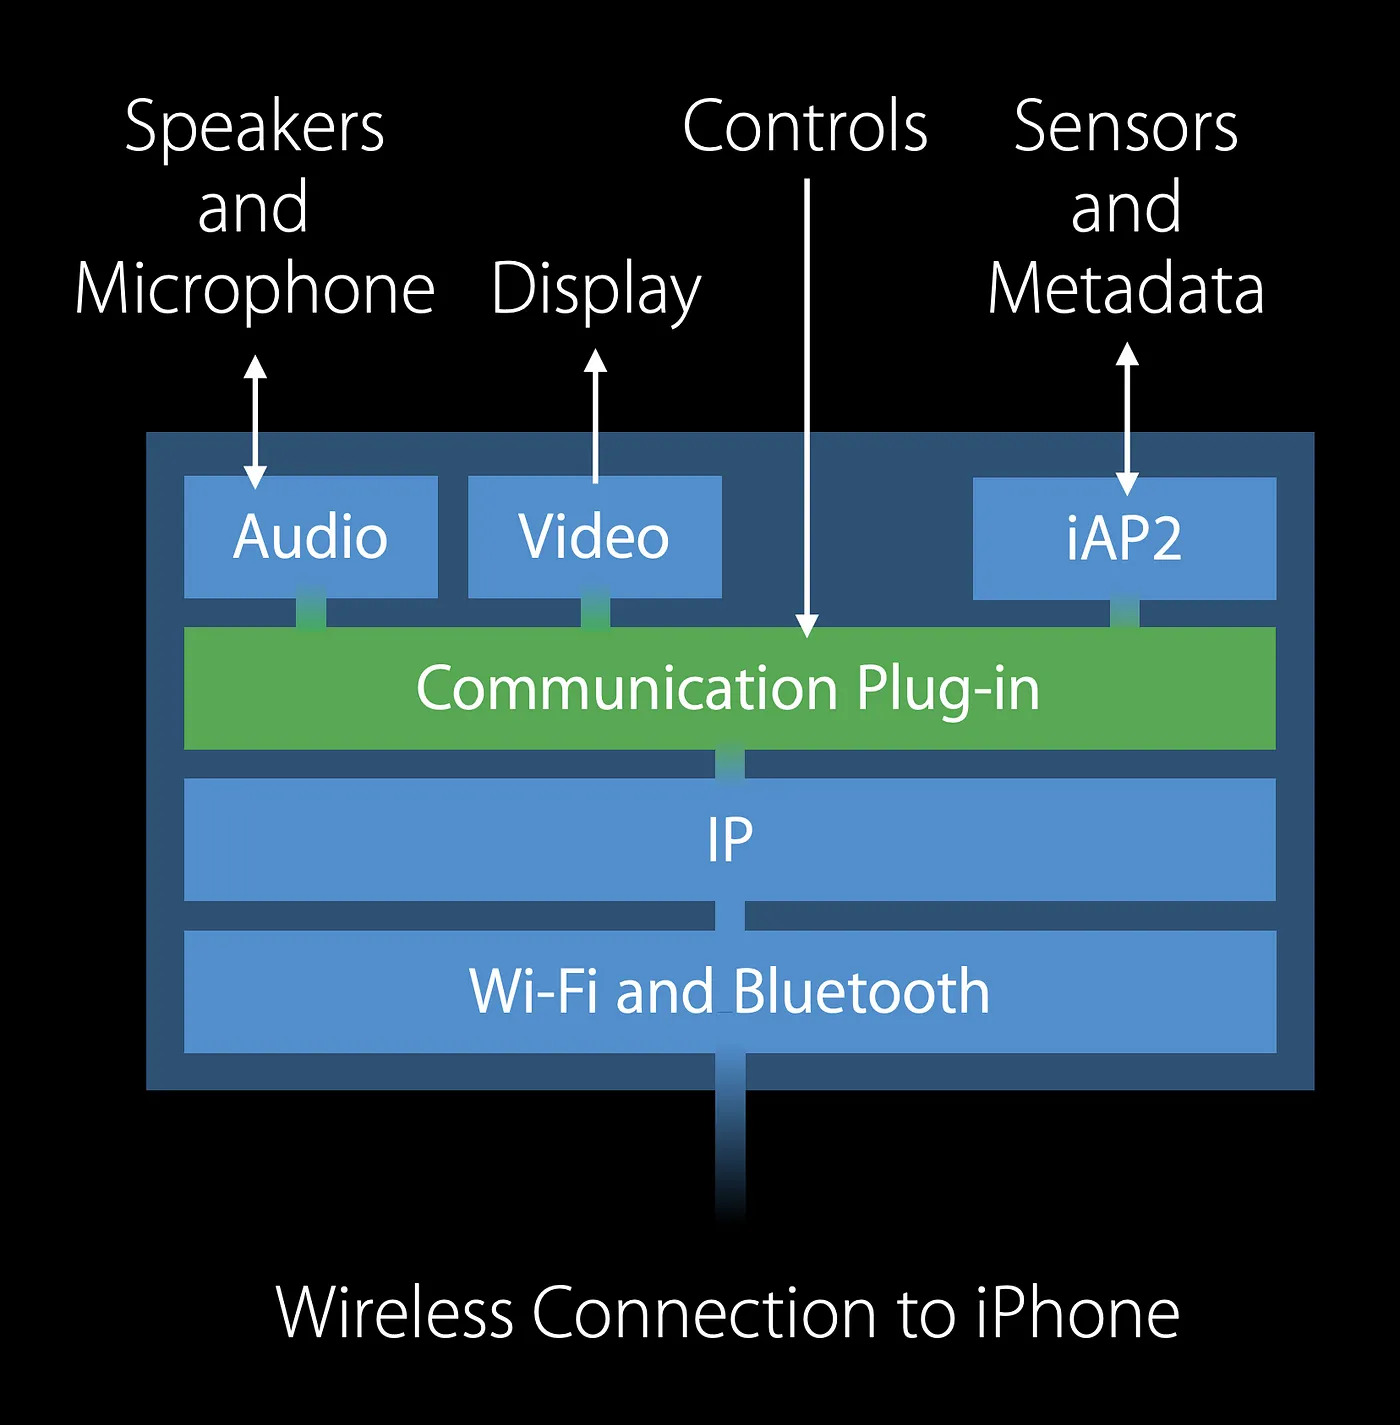 Speakers
and
Microphone
Display
Controls
Sensors
and
Metadata
Audio
Video
iAP2
Communication Plug-in
IP
Wi-Fi and Bluetooth
Wireless Connection to iPhone